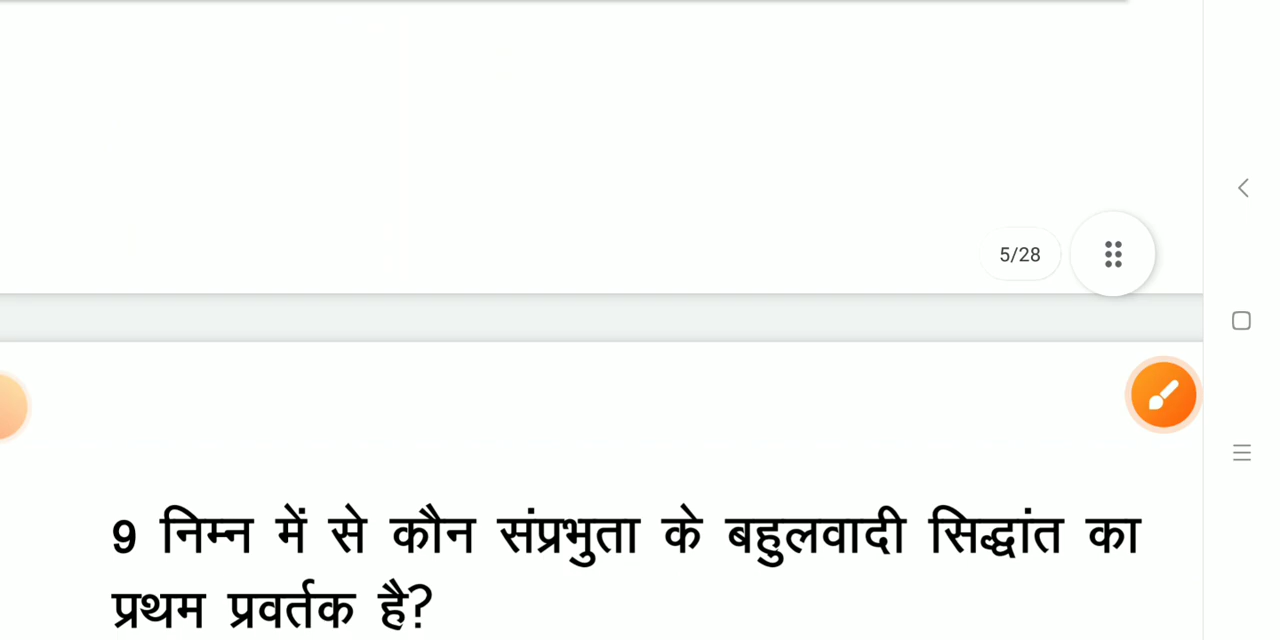 5/28
9 निम्न में से कौन संप्रभुता के बहुलवादी सिद्धांत का
प्रथम प्रवर्तक है?